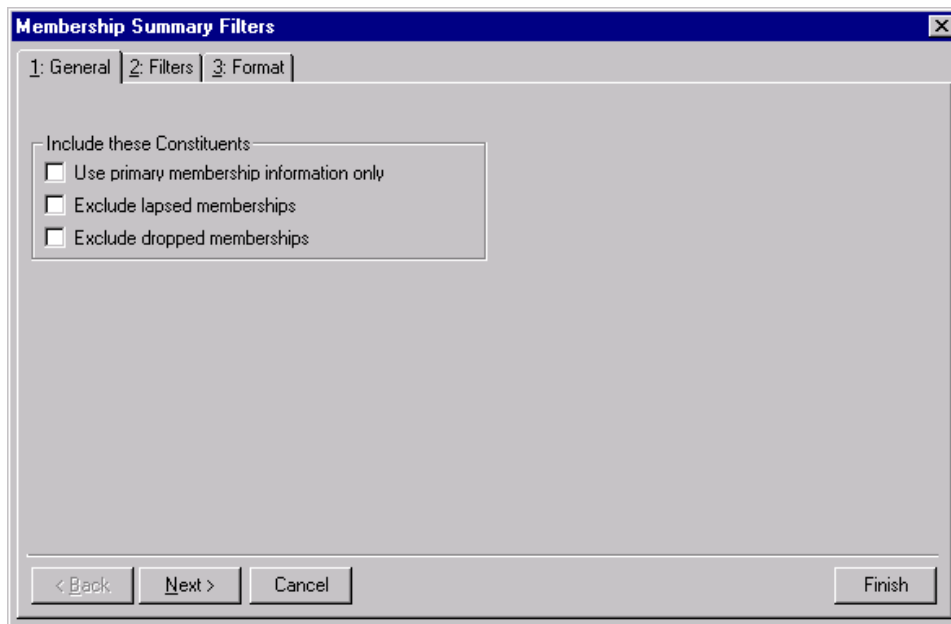 Membership Summary Filters
1: General 2: Filters 3: Format
Include these Constituents
Use primary membership information only
Exclude lapsed memberships
Exclude dropped memberships
< Back Next > Cancel Finish